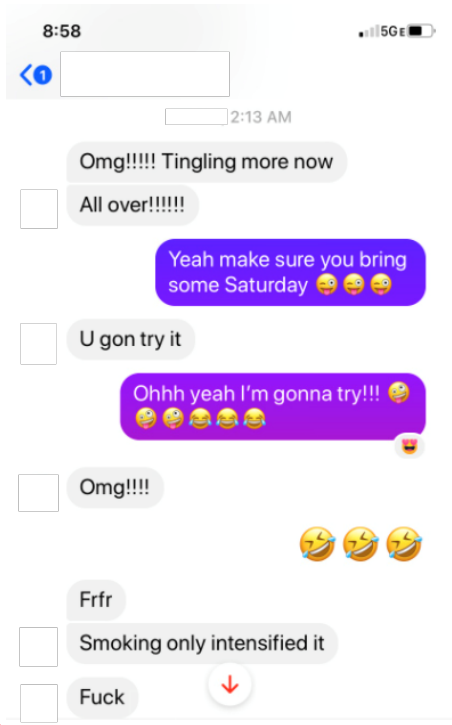 8:58
5GE
1
2:13 AM
Omg!!!!! Tingling more now
All over!!!!!!
Yeah make sure you bring
some Saturday 😜😜😜
U gon try it
Ohhh yeah I'm gonna try!!! 🤪
🤪🤪😂😂😂
Omg!!!!
🤣🤣🤣
Frfr
Smoking only intensified it
Fuck